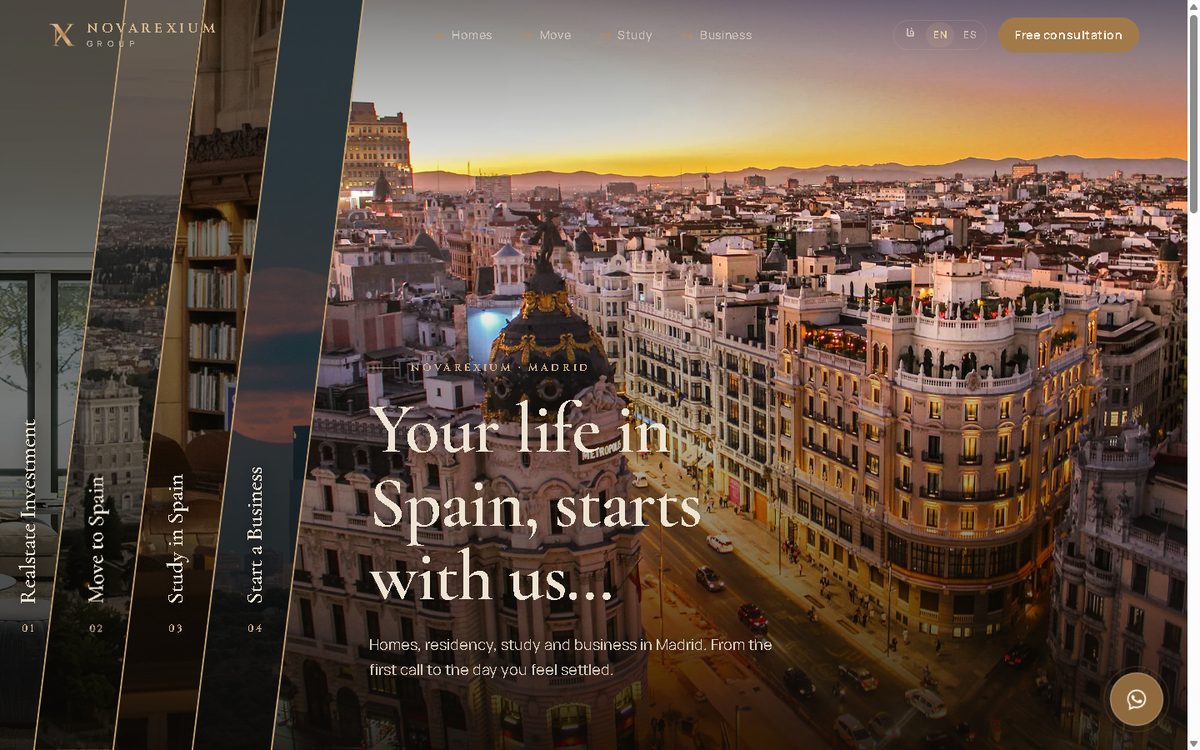 NOVAREXIUM
GROUP
Homes
Move
Study
Business
EN
ES
Free consultation
NOVAREXIUM · MADRID
METROPOLIS
Your life in
Spain, starts
with us...
Homes, residency, study and business in Madrid. From the
first call to the day you feel settled.
Realstate Investment
01
Move to Spain
02
Study in Spain
03
Start a Business
04